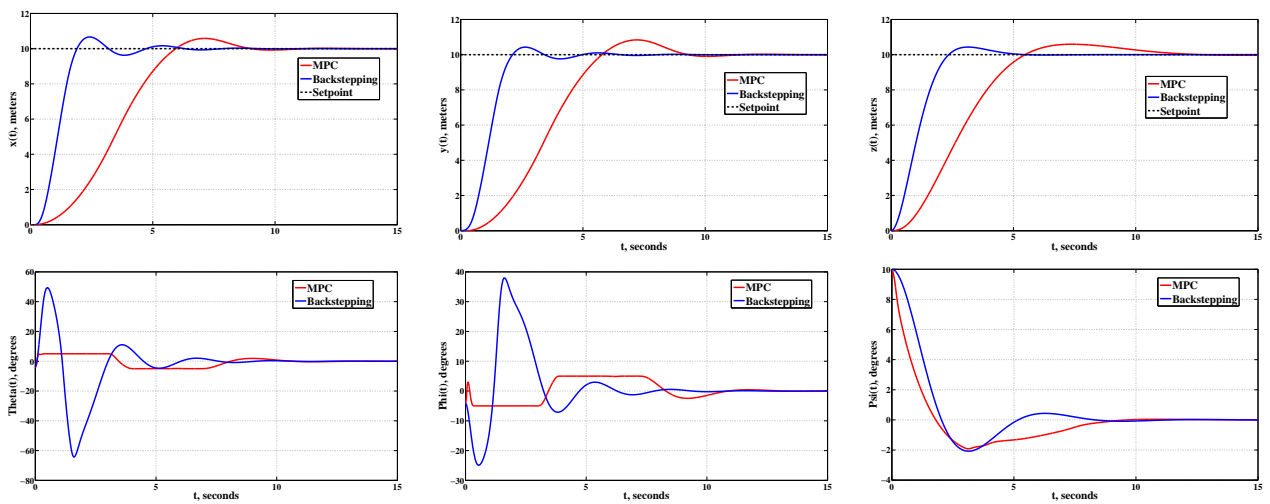 12
10
8
6
4
2
0
x(t), meters
MPC
Backstepping
Setpoint
0 5 10 15
t, seconds
12
10
8
6
4
2
0
y(t), meters
MPC
Backstepping
Setpoint
0 5 10 15
t, seconds
12
10
8
6
4
2
0
z(t), meters
MPC
Backstepping
Setpoint
0 5 10 15
t, seconds
60
40
20
0
−20
−40
−60
−80
Theta(t), degrees
MPC
Backstepping
0 5 10 15
t, seconds
40
30
20
10
0
−10
−20
−30
Phi(t), degrees
MPC
Backstepping
0 5 10 15
t, seconds
10
8
6
4
2
0
−2
−4
Psi(t), degrees
MPC
Backstepping
0 5 10 15
t, seconds